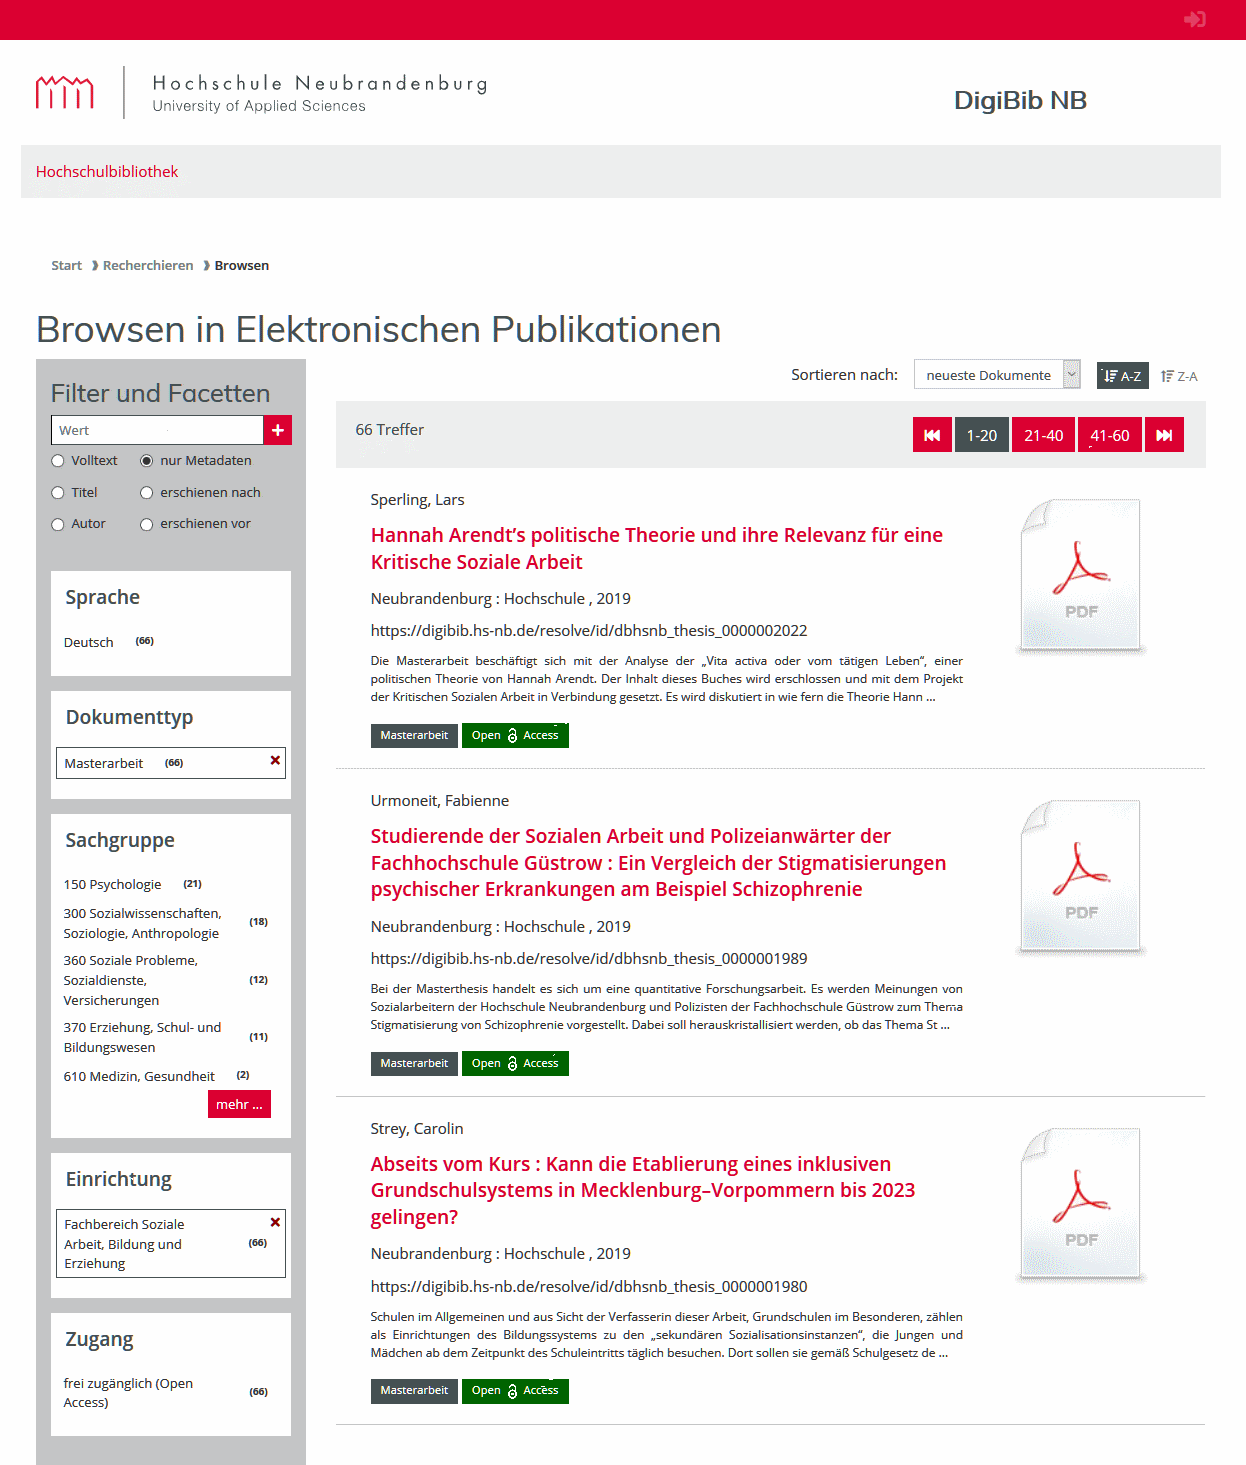 Hochschule Neubrandenburg
University of Applied Sciences
DigiBib NB
Hochschulbibliothek
Start ❱ Recherchieren ❱ Browsen
Browsen in Elektronischen Publikationen
Filter und Facetten
Wert
Volltext nur Metadaten
Titel erschienen nach
Autor erschienen vor
Sprache
Deutsch (66)
Dokumenttyp
Masterarbeit (66)
Sachgruppe
150 Psychologie (21)
300 Sozialwissenschaften,
Soziologie, Anthropologie (18)
360 Soziale Probleme,
Sozialdienste,
Versicherungen (12)
370 Erziehung, Schul- und
Bildungswesen (11)
610 Medizin, Gesundheit (2)
mehr ...
Einrichtung
Fachbereich Soziale
Arbeit, Bildung und
Erziehung (66)
Zugang
frei zugänglich (Open
Access) (66)
Sortieren nach: neueste Dokumente A-Z Z-A
66 Treffer 1-20 21-40 41-60
Sperling, Lars
Hannah Arendt’s politische Theorie und ihre Relevanz für eine
Kritische Soziale Arbeit
Neubrandenburg : Hochschule , 2019
https://digibib.hs-nb.de/resolve/id/dbhsnb_thesis_0000002022
Die Masterarbeit beschäftigt sich mit der Analyse der „Vita activa oder vom tätigen Leben“, einer
politischen Theorie von Hannah Arendt. Der Inhalt dieses Buches wird erschlossen und mit dem Projekt
der Kritischen Sozialen Arbeit in Verbindung gesetzt. Es wird diskutiert in wie fern die Theorie Hann ...
Masterarbeit Open Access
PDF
Urmoneit, Fabienne
Studierende der Sozialen Arbeit und Polizeianwärter der
Fachhochschule Güstrow : Ein Vergleich der Stigmatisierungen
psychischer Erkrankungen am Beispiel Schizophrenie
Neubrandenburg : Hochschule , 2019
https://digibib.hs-nb.de/resolve/id/dbhsnb_thesis_0000001989
Bei der Masterthesis handelt es sich um eine quantitative Forschungsarbeit. Es werden Meinungen von
Sozialarbeitern der Hochschule Neubrandenburg und Polizisten der Fachhochschule Güstrow zum Thema
Stigmatisierung von Schizophrenie vorgestellt. Dabei soll herauskristallisiert werden, ob das Thema St ...
Masterarbeit Open Access
PDF
Strey, Carolin
Abseits vom Kurs : Kann die Etablierung eines inklusiven
Grundschulsystems in Mecklenburg–Vorpommern bis 2023
gelingen?
Neubrandenburg : Hochschule , 2019
https://digibib.hs-nb.de/resolve/id/dbhsnb_thesis_0000001980
Schulen im Allgemeinen und aus Sicht der Verfasserin dieser Arbeit, Grundschulen im Besonderen, zählen
als Einrichtungen des Bildungssystems zu den „sekundären Sozialisationsinstanzen“, die Jungen und
Mädchen ab dem Zeitpunkt des Schuleintritts täglich besuchen. Dort sollen sie gemäß Schulgesetz de ...
Masterarbeit Open Access
PDF